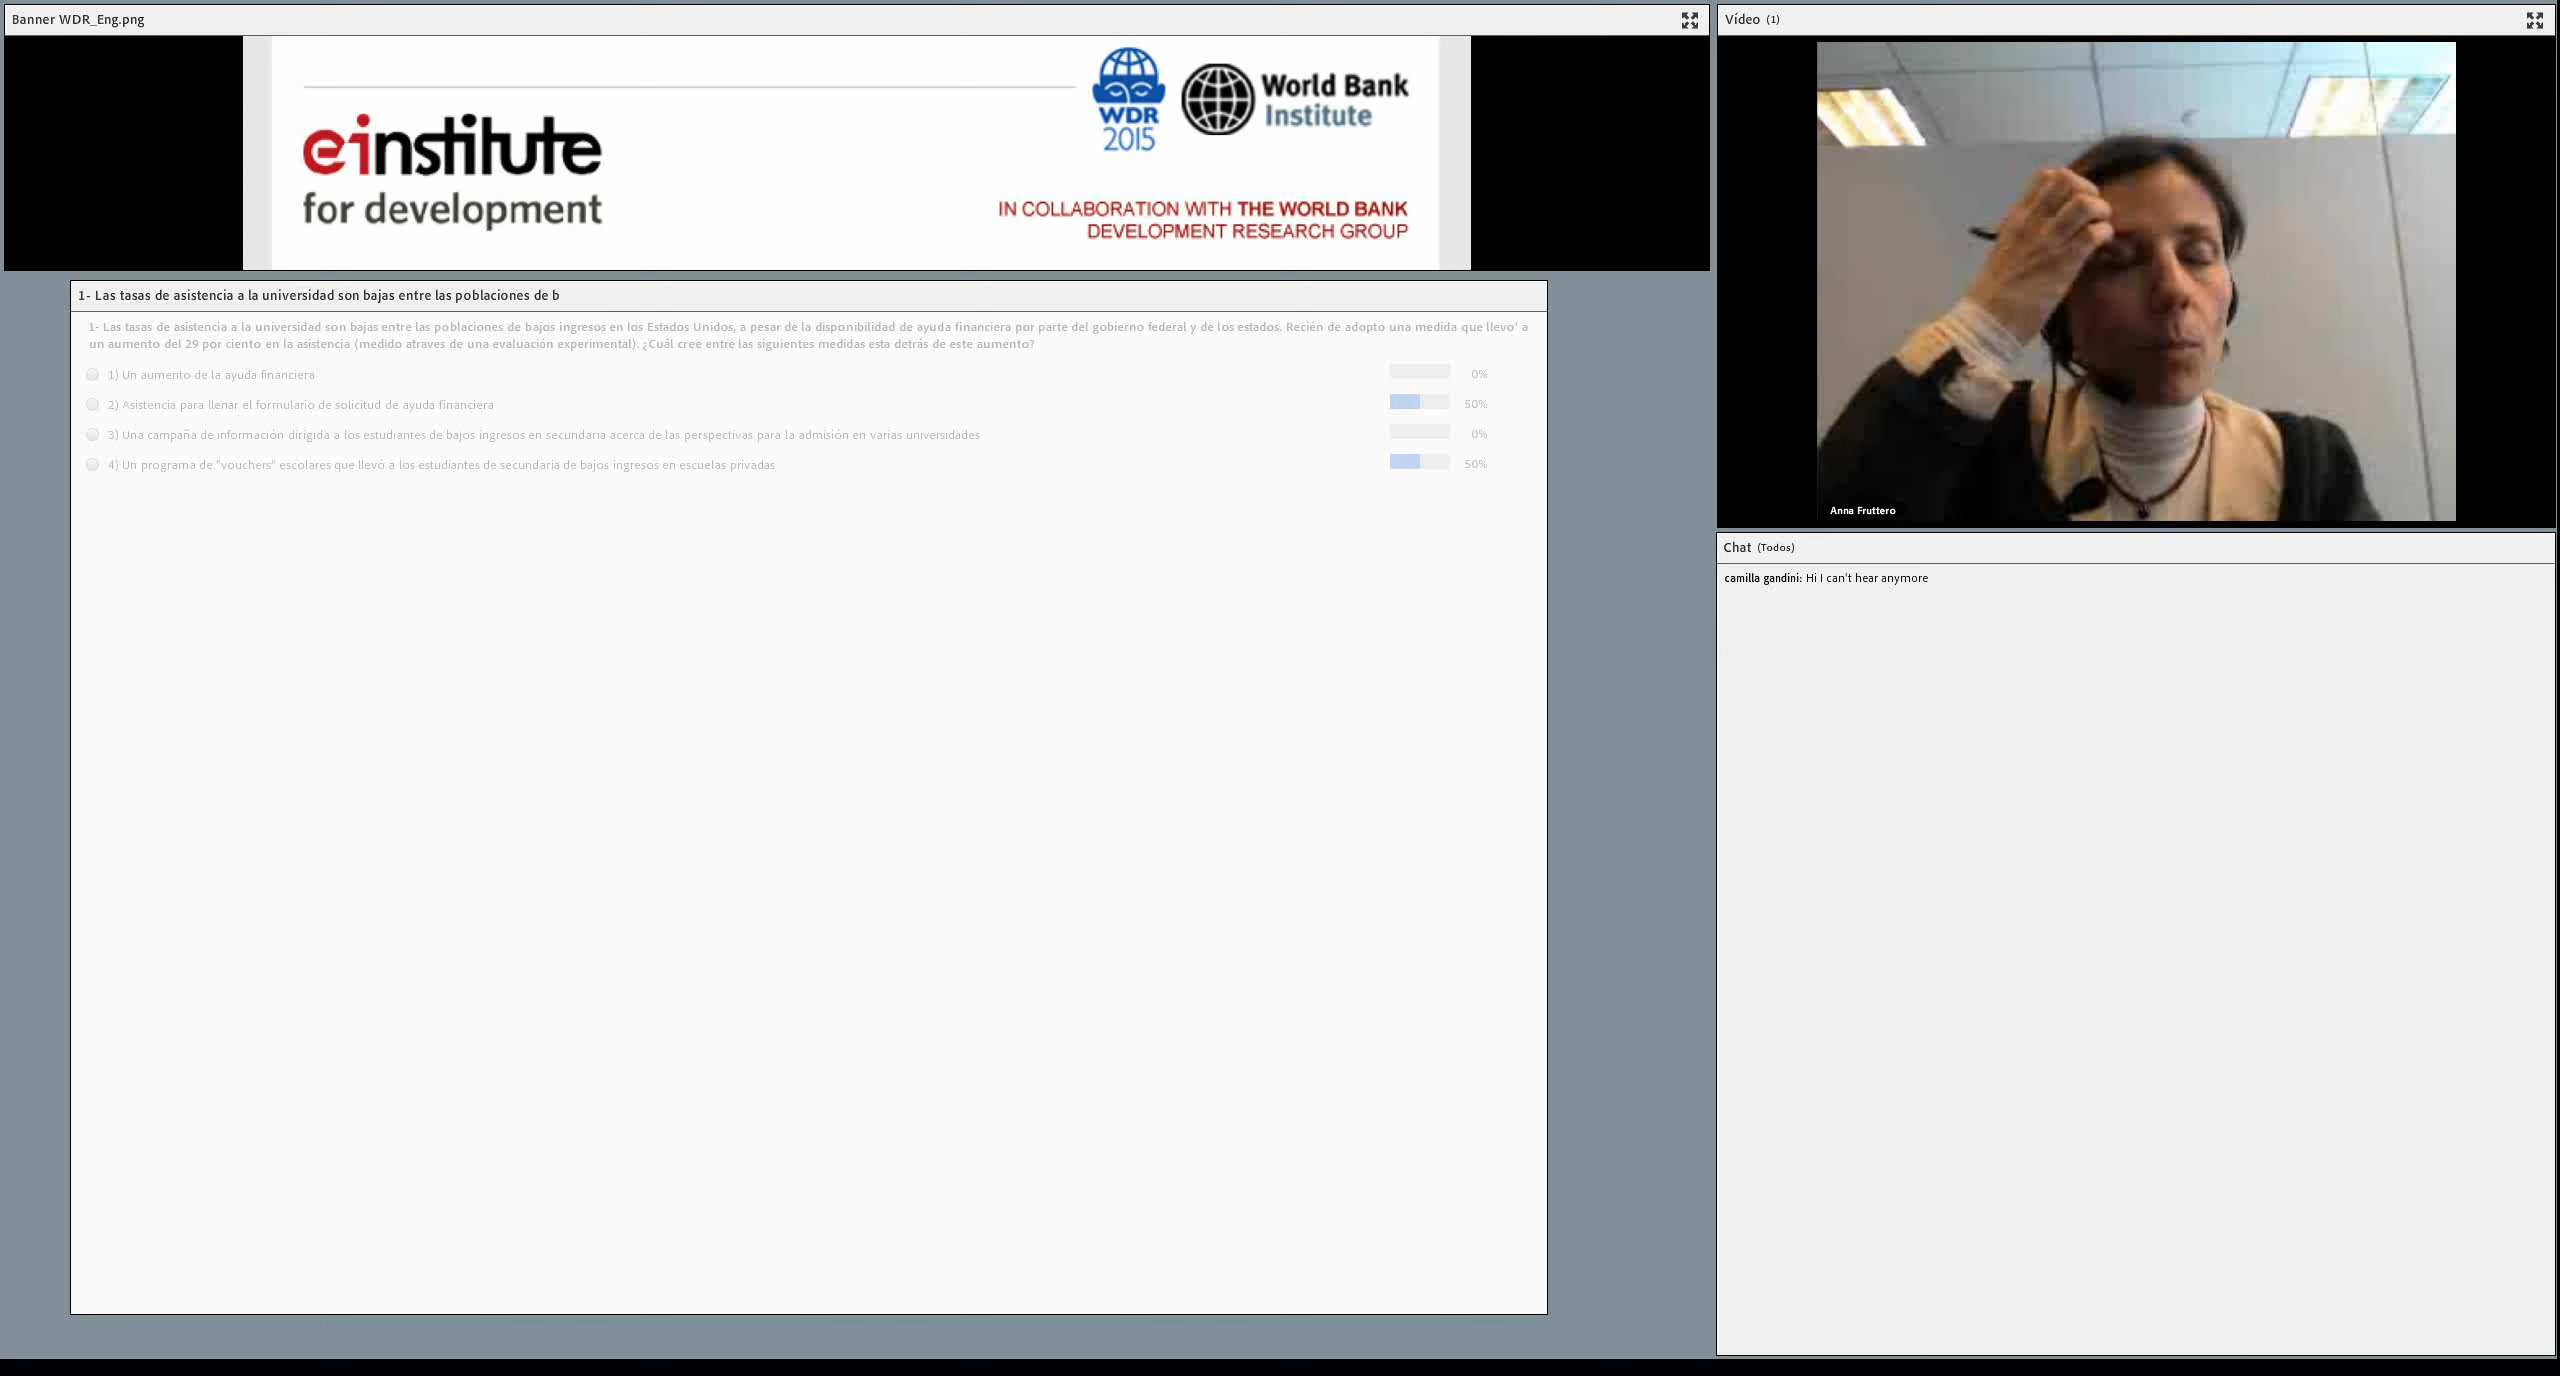 Banner WDR_Eng.png
einstitute
for development
WDR
2015
World Bank
Institute
IN COLLABORATION WITH THE WORLD BANK
DEVELOPMENT RESEARCH GROUP
1- Las tasas de asistencia a la universidad son bajas entre las poblaciones de b
1- Las tasas de asistencia a la universidad son bajas entre las poblaciones de bajos ingresos en los Estados Unidos, a pesar de la disponibilidad de ayuda financiera por parte del gobierno federal y de los estados. Recién de adopto una medida que llevo' a
un aumento del 29 por ciento en la asistencia (medido atraves de una evaluación experimental). ¿Cuál cree entre las siguientes medidas esta detrás de este aumento?
1) Un aumento de la ayuda financiera 0%
2) Asistencia para llenar el formulario de solicitud de ayuda financiera 50%
3) Una campaña de información dirigida a los estudiantes de bajos ingresos en secundaria acerca de las perspectivas para la admisión en varias universidades 0%
4) Un programa de "vouchers" escolares que llevó a los estudiantes de secundaria de bajos ingresos en escuelas privadas 50%
Vídeo (1)
Anna Fruttero
Chat (Todos)
camilla gandini: Hi I can't hear anymore